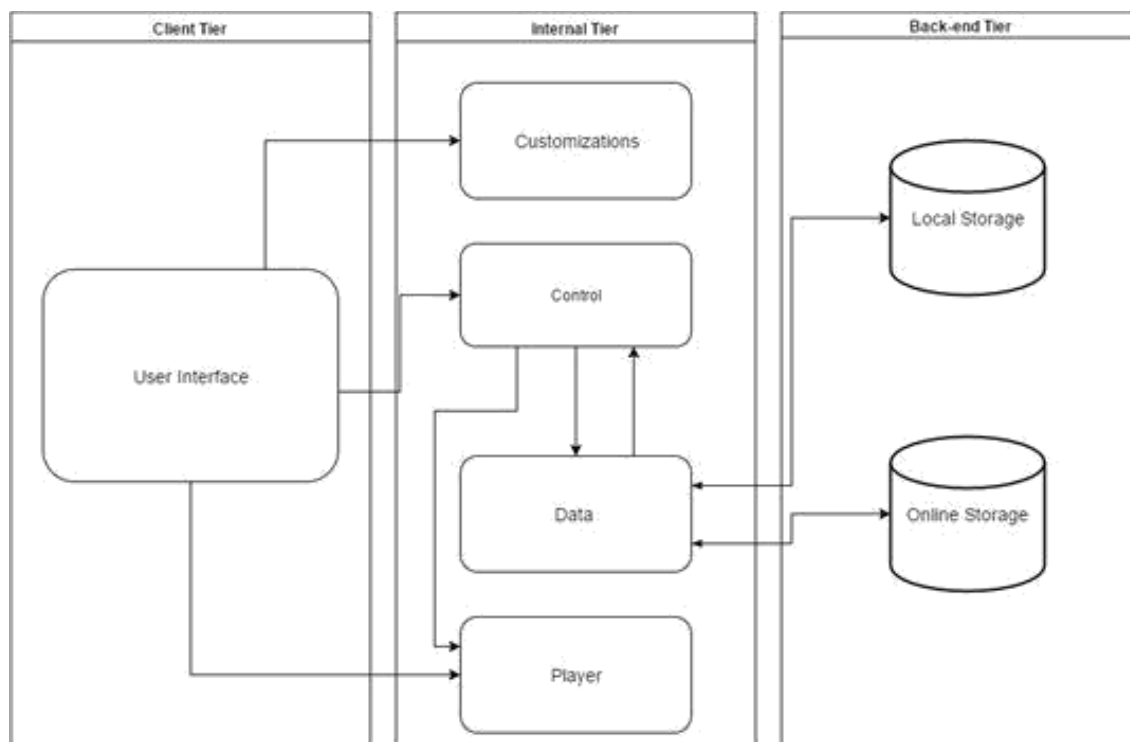 Client Tier
Internal Tier
Back-end Tier
Customizations
Local Storage
Control
User Interface
Data
Online Storage
Player